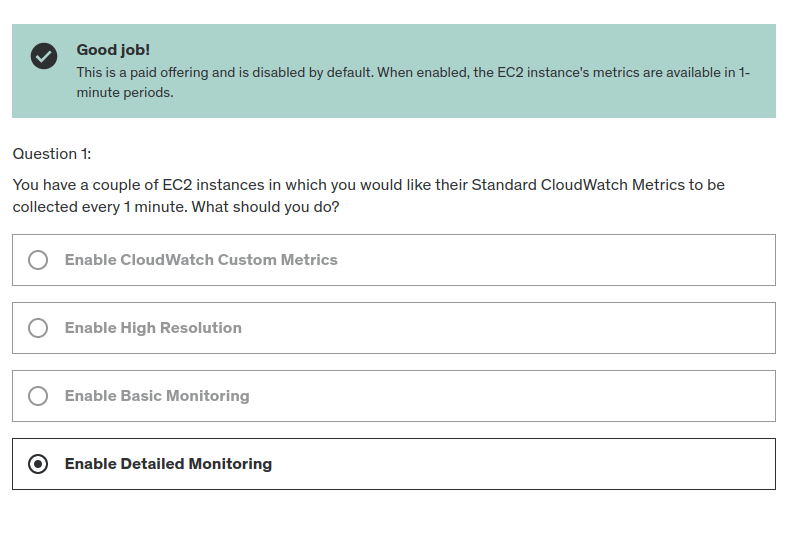 Good job!
This is a paid offering and is disabled by default. When enabled, the EC2 instance's metrics are available in 1-
minute periods.
Question 1:
You have a couple of EC2 instances in which you would like their Standard CloudWatch Metrics to be
collected every 1 minute. What should you do?
Enable CloudWatch Custom Metrics
Enable High Resolution
Enable Basic Monitoring
Enable Detailed Monitoring